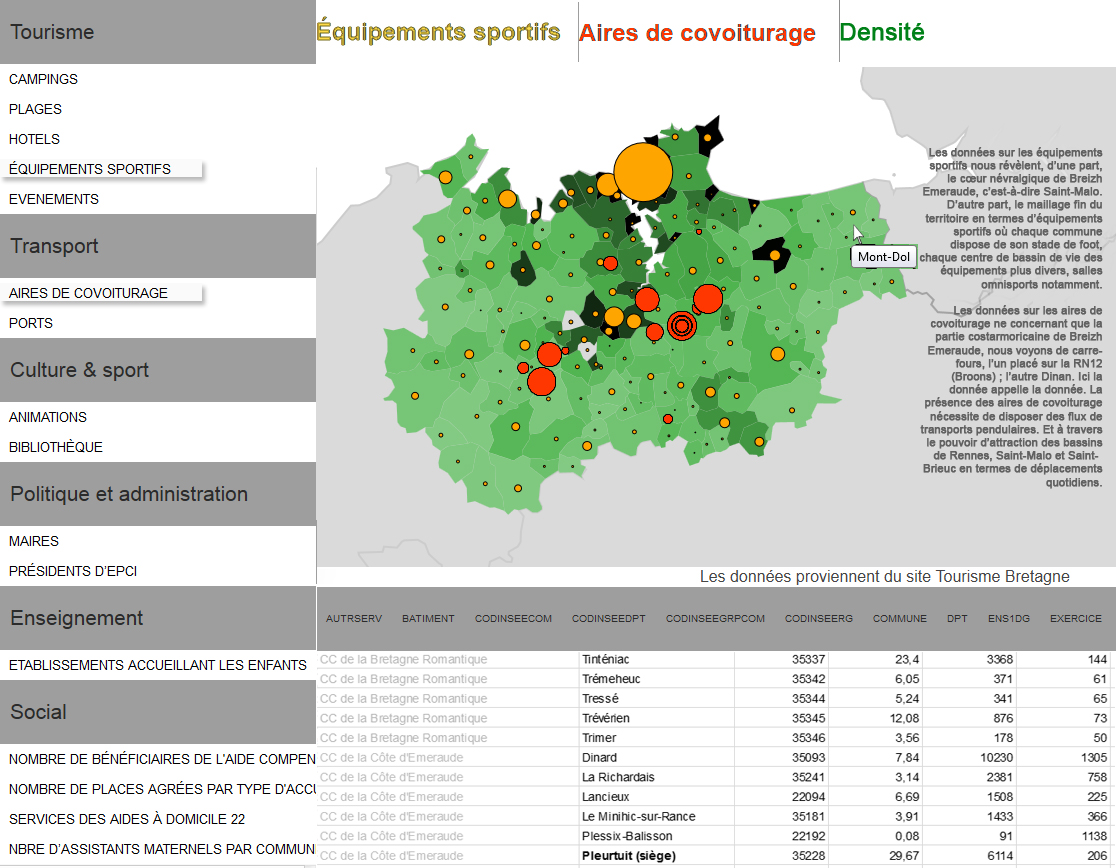 Tourisme
CAMPINGS
PLAGES
HOTELS
ÉQUIPEMENTS SPORTIFS
EVENEMENTS
Transport
AIRES DE COVOITURAGE
PORTS
Culture & sport
ANIMATIONS
BIBLIOTHÈQUE
Politique et administration
MAIRES
PRÉSIDENTS D'EPCI
Enseignement
ETABLISSEMENTS ACCUEILLANT LES ENFANTS
Social
NOMBRE DE BÉNÉFICIAIRES DE L'AIDE COMPEN
NOMBRE DE PLACES AGRÉES PAR TYPE D'ACCU
SERVICES DES AIDES À DOMICILE 22
NBRE D'ASSISTANTS MATERNELS PAR COMMUN
Équipements sportifs
Aires de covoiturage
Densité
Les données sur les équipements
sportifs nous révèlent, d'une part,
le cœur névralgique de Breizh
Emeraude, c'est-à-dire Saint-Malo.
D'autre part, le maillage fin du
territoire en termes d'équipements
sportifs où chaque commune
dispose de son stade de foot,
chaque centre de bassin de vie des
équipements plus divers, salles
omnisports notamment.
Mont-Dol
Les données sur les aires de
covoiturage ne concernant que la
partie costarmoricaine de Breizh
Emeraude, nous voyons de carre-
fours, l'un placé sur la RN12
(Broons) ; l'autre Dinan. Ici la
donnée appelle la donnée. La
présence des aires de covoiturage
nécessite de disposer des flux de
transports pendulaires. Et à travers
le pouvoir d'attraction des bassins
de Rennes, Saint-Malo et Saint-
Brieuc en termes de déplacements
quotidiens.
Les données proviennent du site Tourisme Bretagne
AUTRSERV BATIMENT CODINSEECOM CODINSEEDPT CODINSEEGRPCOM CODINSEERG COMMUNE DPT ENS1DG EXERCICE
CC de la Bretagne Romantique Tinténiac 35337 23,4 3368 144
CC de la Bretagne Romantique Trémeheuc 35342 6,05 371 61
CC de la Bretagne Romantique Tressé 35344 5,24 341 65
CC de la Bretagne Romantique Trévérien 35345 12,08 876 73
CC de la Bretagne Romantique Trimer 35346 3,56 178 50
CC de la Côte d'Emeraude Dinard 35093 7,84 10230 1305
CC de la Côte d'Emeraude La Richardais 35241 3,14 2381 758
CC de la Côte d'Emeraude Lancieux 22094 6,69 1508 225
CC de la Côte d'Emeraude Le Minihic-sur-Rance 35181 3,91 1433 366
CC de la Côte d'Emeraude Plessix-Balisson 22192 0,08 91 1138
CC de la Côte d'Emeraude Pleurtuit (siège) 35228 29,67 6114 206